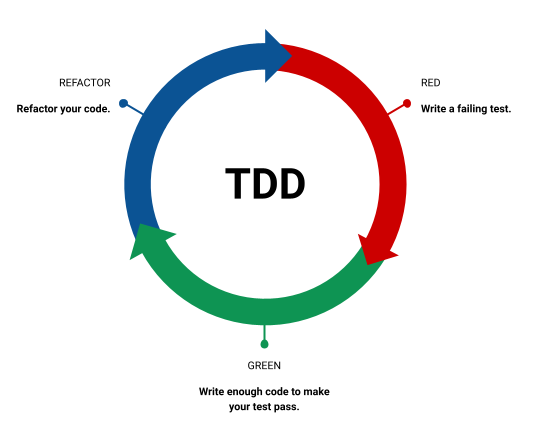 REFACTOR
Refactor your code.
RED
Write a failing test.
TDD
GREEN
Write enough code to make
your test pass.